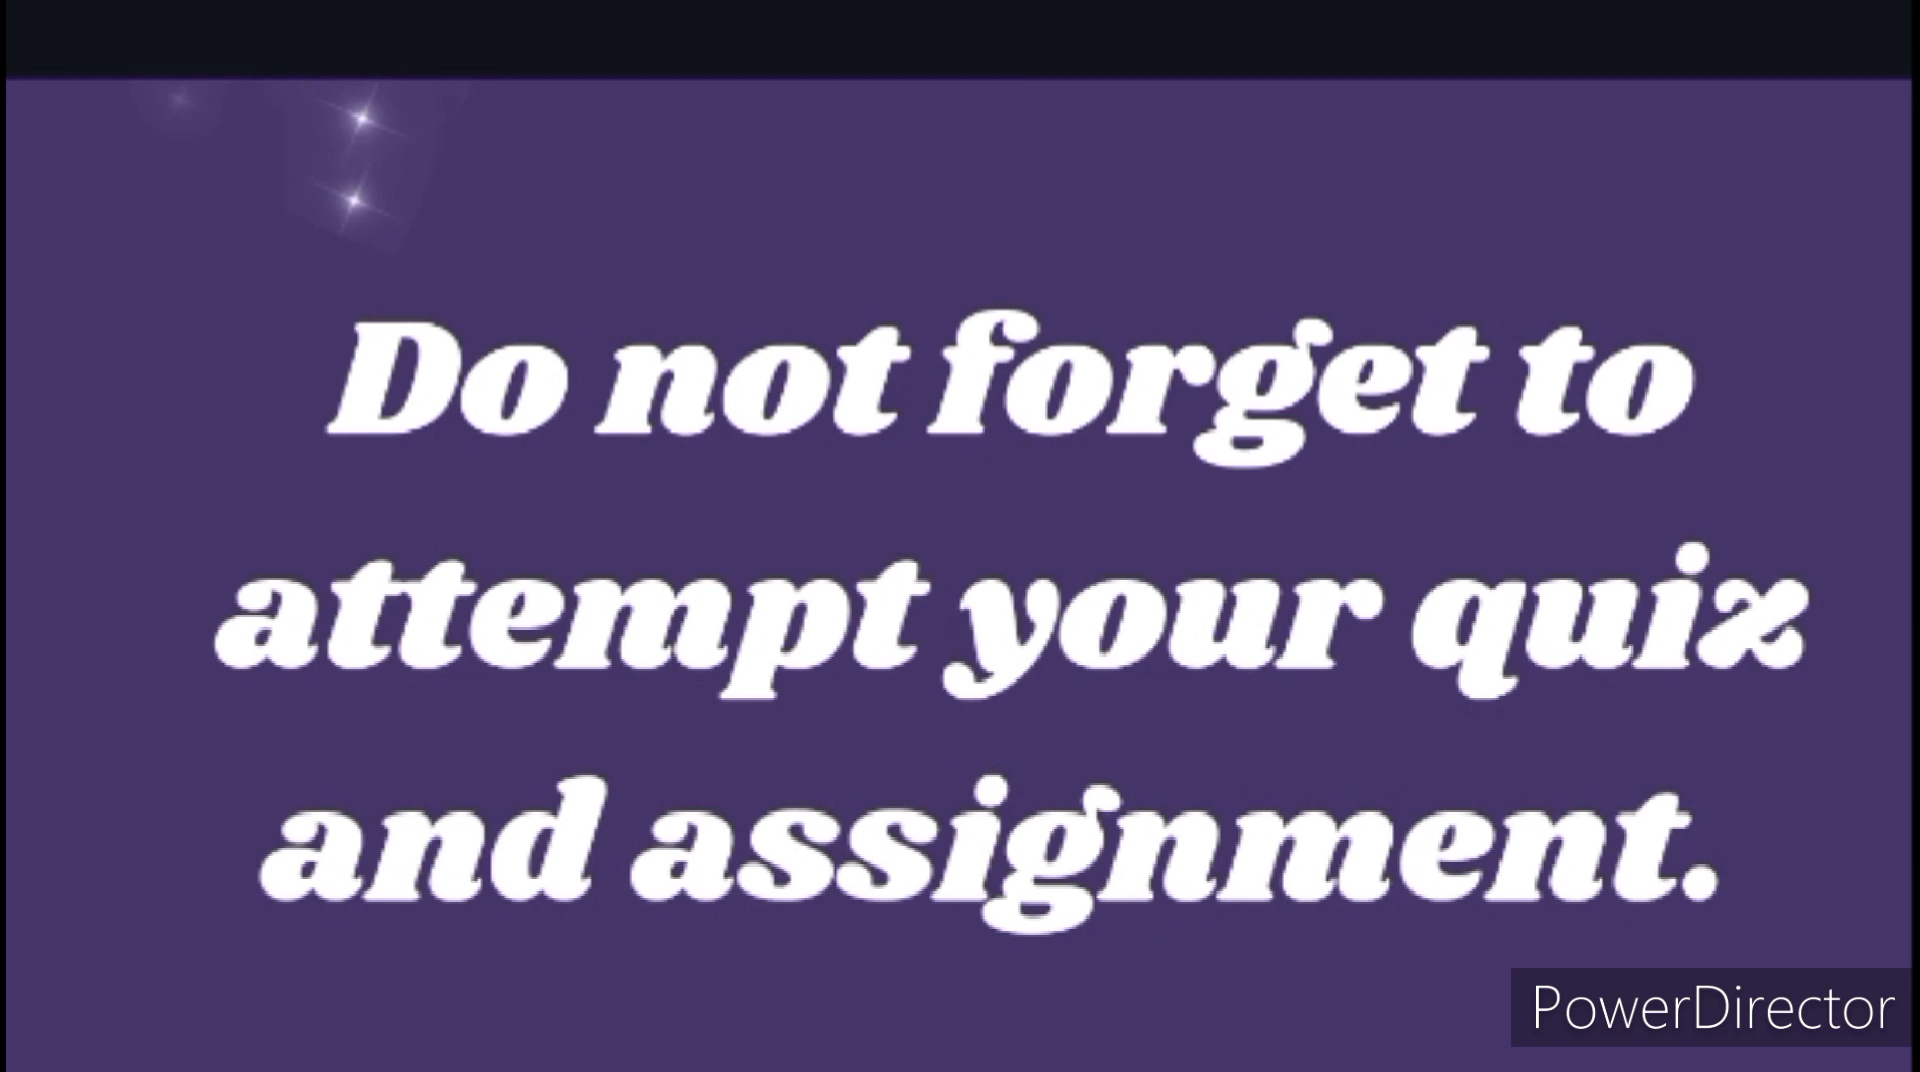 Do not forget to
attempt your quiz
and assignment.
PowerDirector